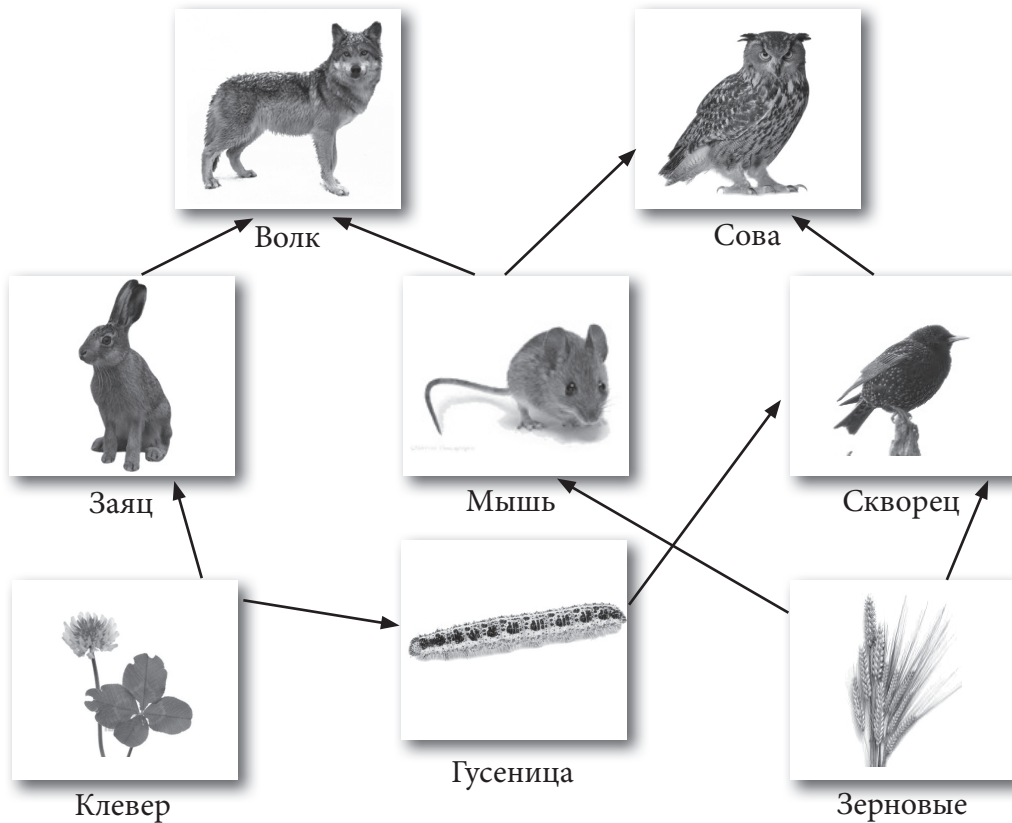 Волк
Сова
Заяц
Мышь
Скворец
Гусеница
Клевер
Зерновые